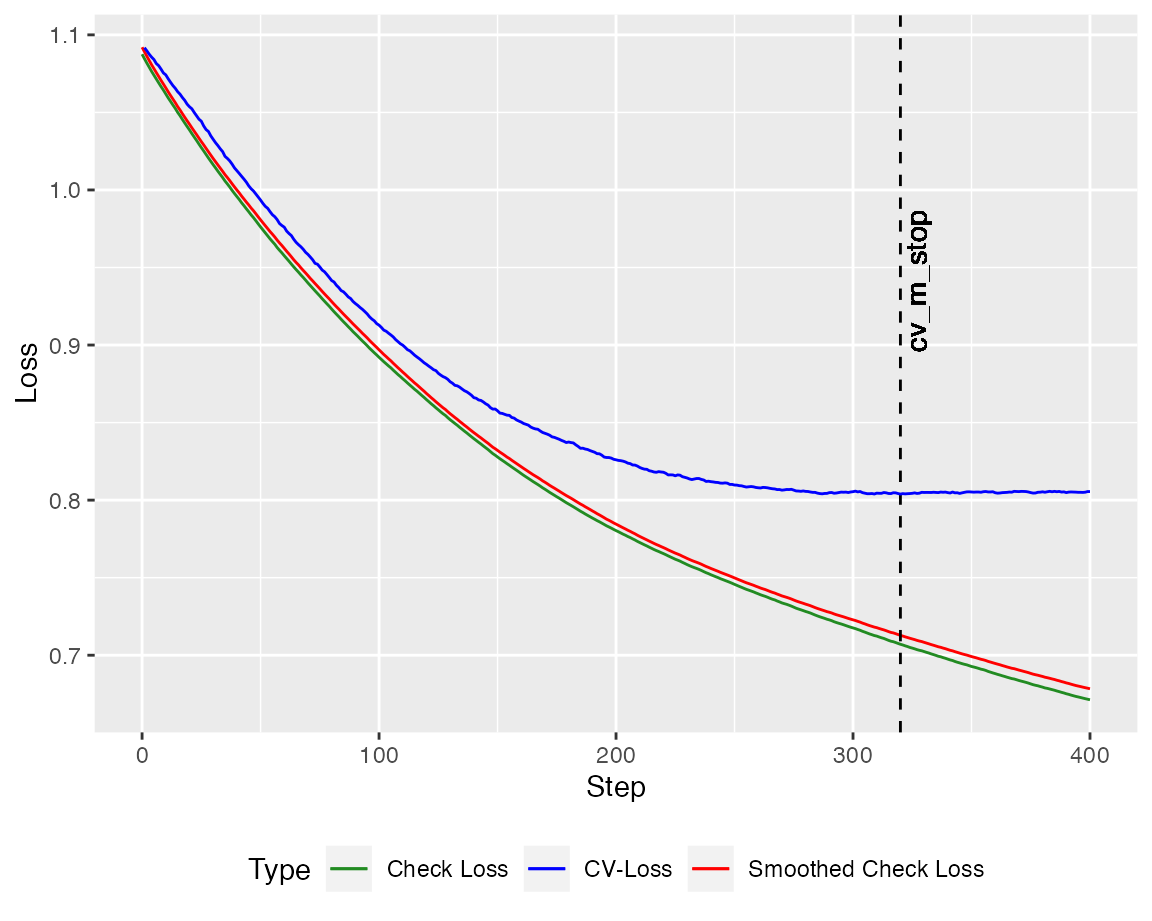 1.1
1.0
0.9
0.8
0.7
Loss
cv_m_stop
0
100
200
300
400
Step
Type
Check Loss
CV-Loss
Smoothed Check Loss